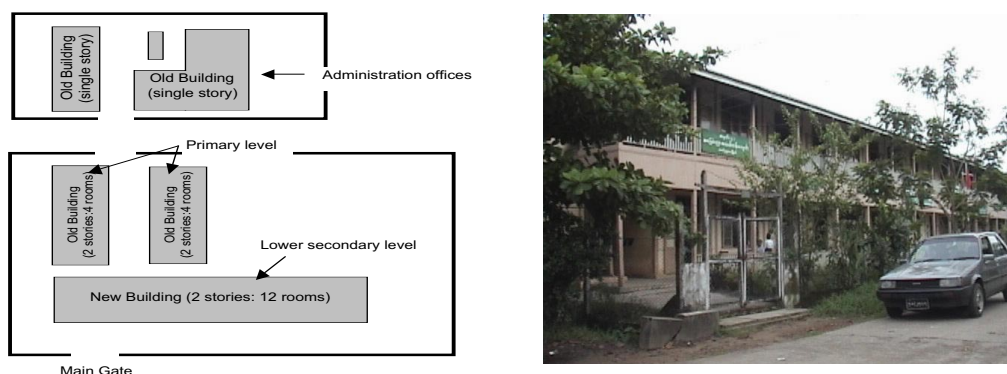 Old Building
(single story)
Old Building
(single story)
Administration offices
Primary level
Old Building
(2 stories:4 rooms)
Old Building
(2 stories:4 rooms)
Lower secondary level
New Building (2 stories: 12 rooms)
Main Gate